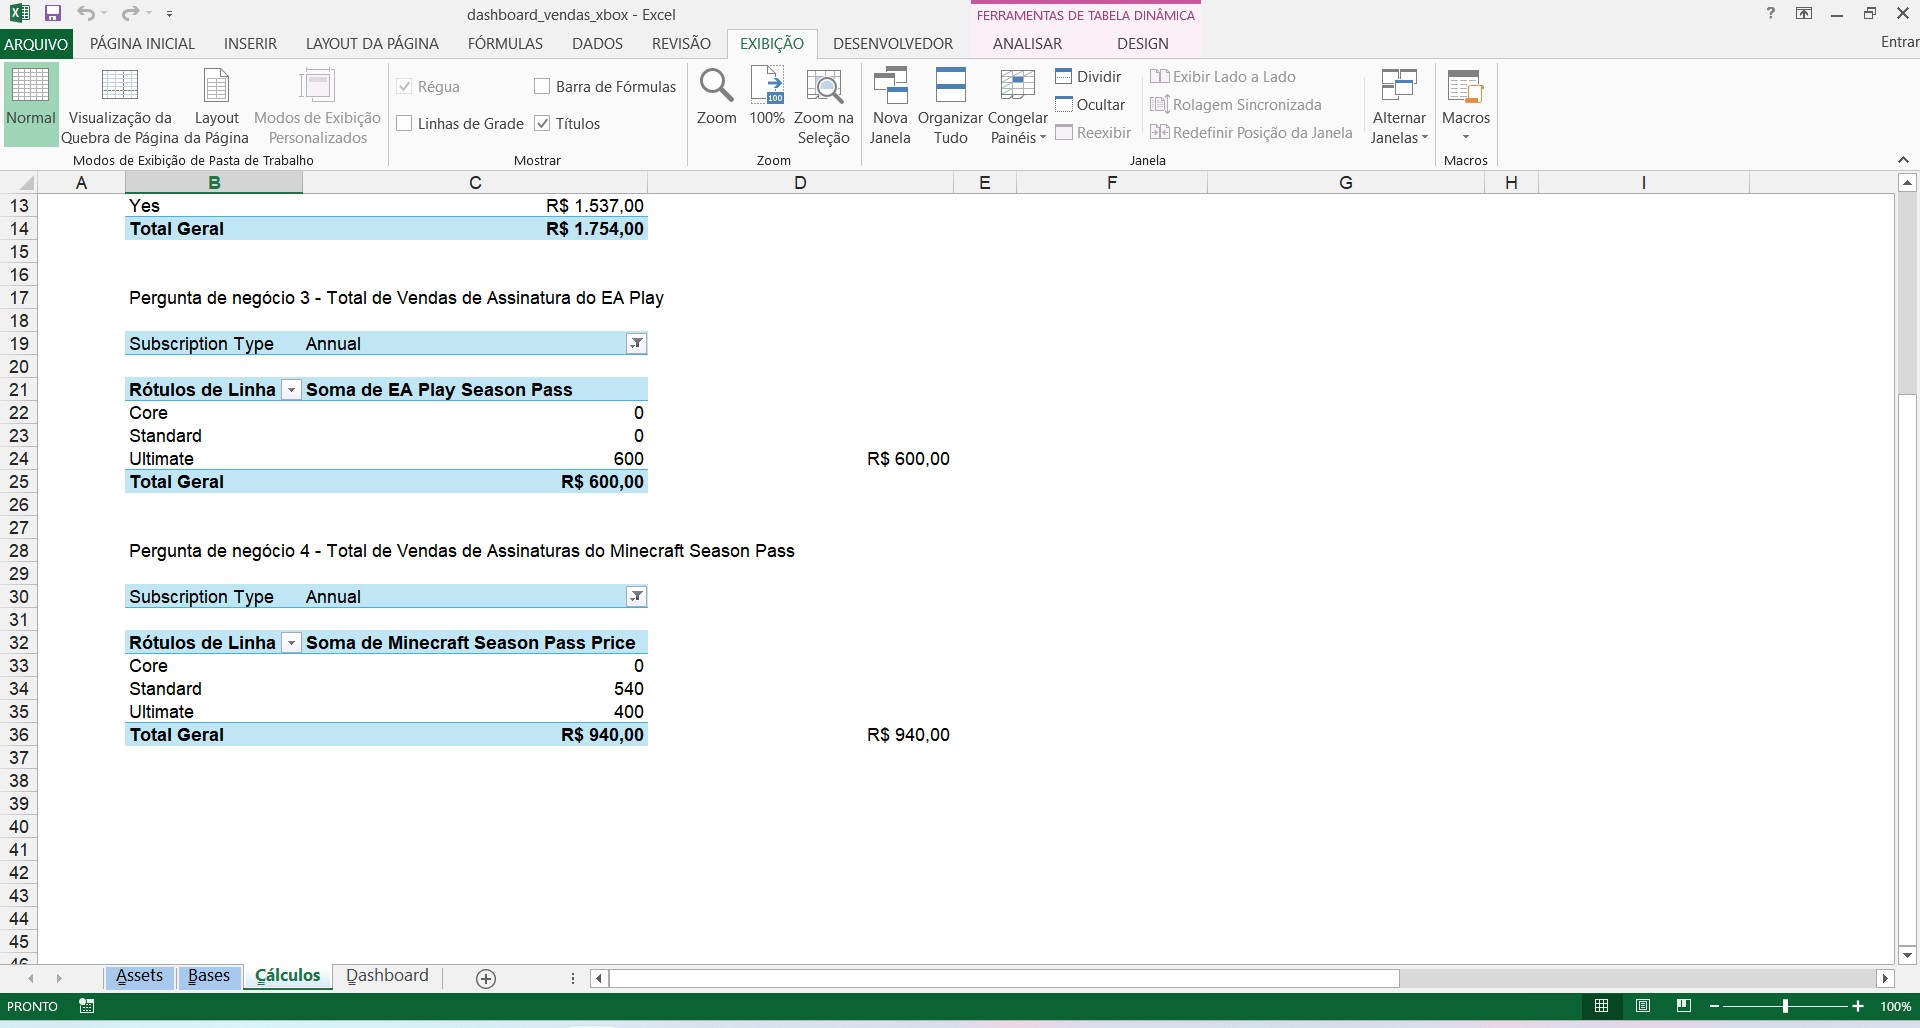 dashboard_vendas_xbox - Excel
FERRAMENTAS DE TABELA DINÂMICA
?
ARQUIVO PÁGINA INICIAL INSERIR LAYOUT DA PÁGINA FÓRMULAS DADOS REVISÃO EXIBIÇÃO DESENVOLVEDOR ANALISAR DESIGN Entrar
Normal
Visualização da Quebra de Página
Layout da Página
Modos de Exibição Personalizados
Modos de Exibição de Pasta de Trabalho
Régua
Barra de Fórmulas
Linhas de Grade
Títulos
Mostrar
Zoom
100
100%
Zoom na Seleção
Zoom
Nova Janela
Organizar Tudo
Congelar Painéis
Dividir
Ocultar
Reexibir
Exibir Lado a Lado
Rolagem Sincronizada
Redefinir Posição da Janela
Janela
Alternar Janelas
Macros
Macros
A B C D E F G H I
13 Yes R$ 1.537,00
14 Total Geral R$ 1.754,00
15
16
17 Pergunta de negócio 3 - Total de Vendas de Assinatura do EA Play
18
19 Subscription Type Annual
20
21 Rótulos de Linha Soma de EA Play Season Pass
22 Core 0
23 Standard 0
24 Ultimate 600 R$ 600,00
25 Total Geral R$ 600,00
26
27
28 Pergunta de negócio 4 - Total de Vendas de Assinaturas do Minecraft Season Pass
29
30 Subscription Type Annual
31
32 Rótulos de Linha Soma de Minecraft Season Pass Price
33 Core 0
34 Standard 540
35 Ultimate 400
36 Total Geral R$ 940,00 R$ 940,00
37
38
39
40
41
42
43
44
45
46
Assets Bases Cálculos Dashboard
PRONTO 100%